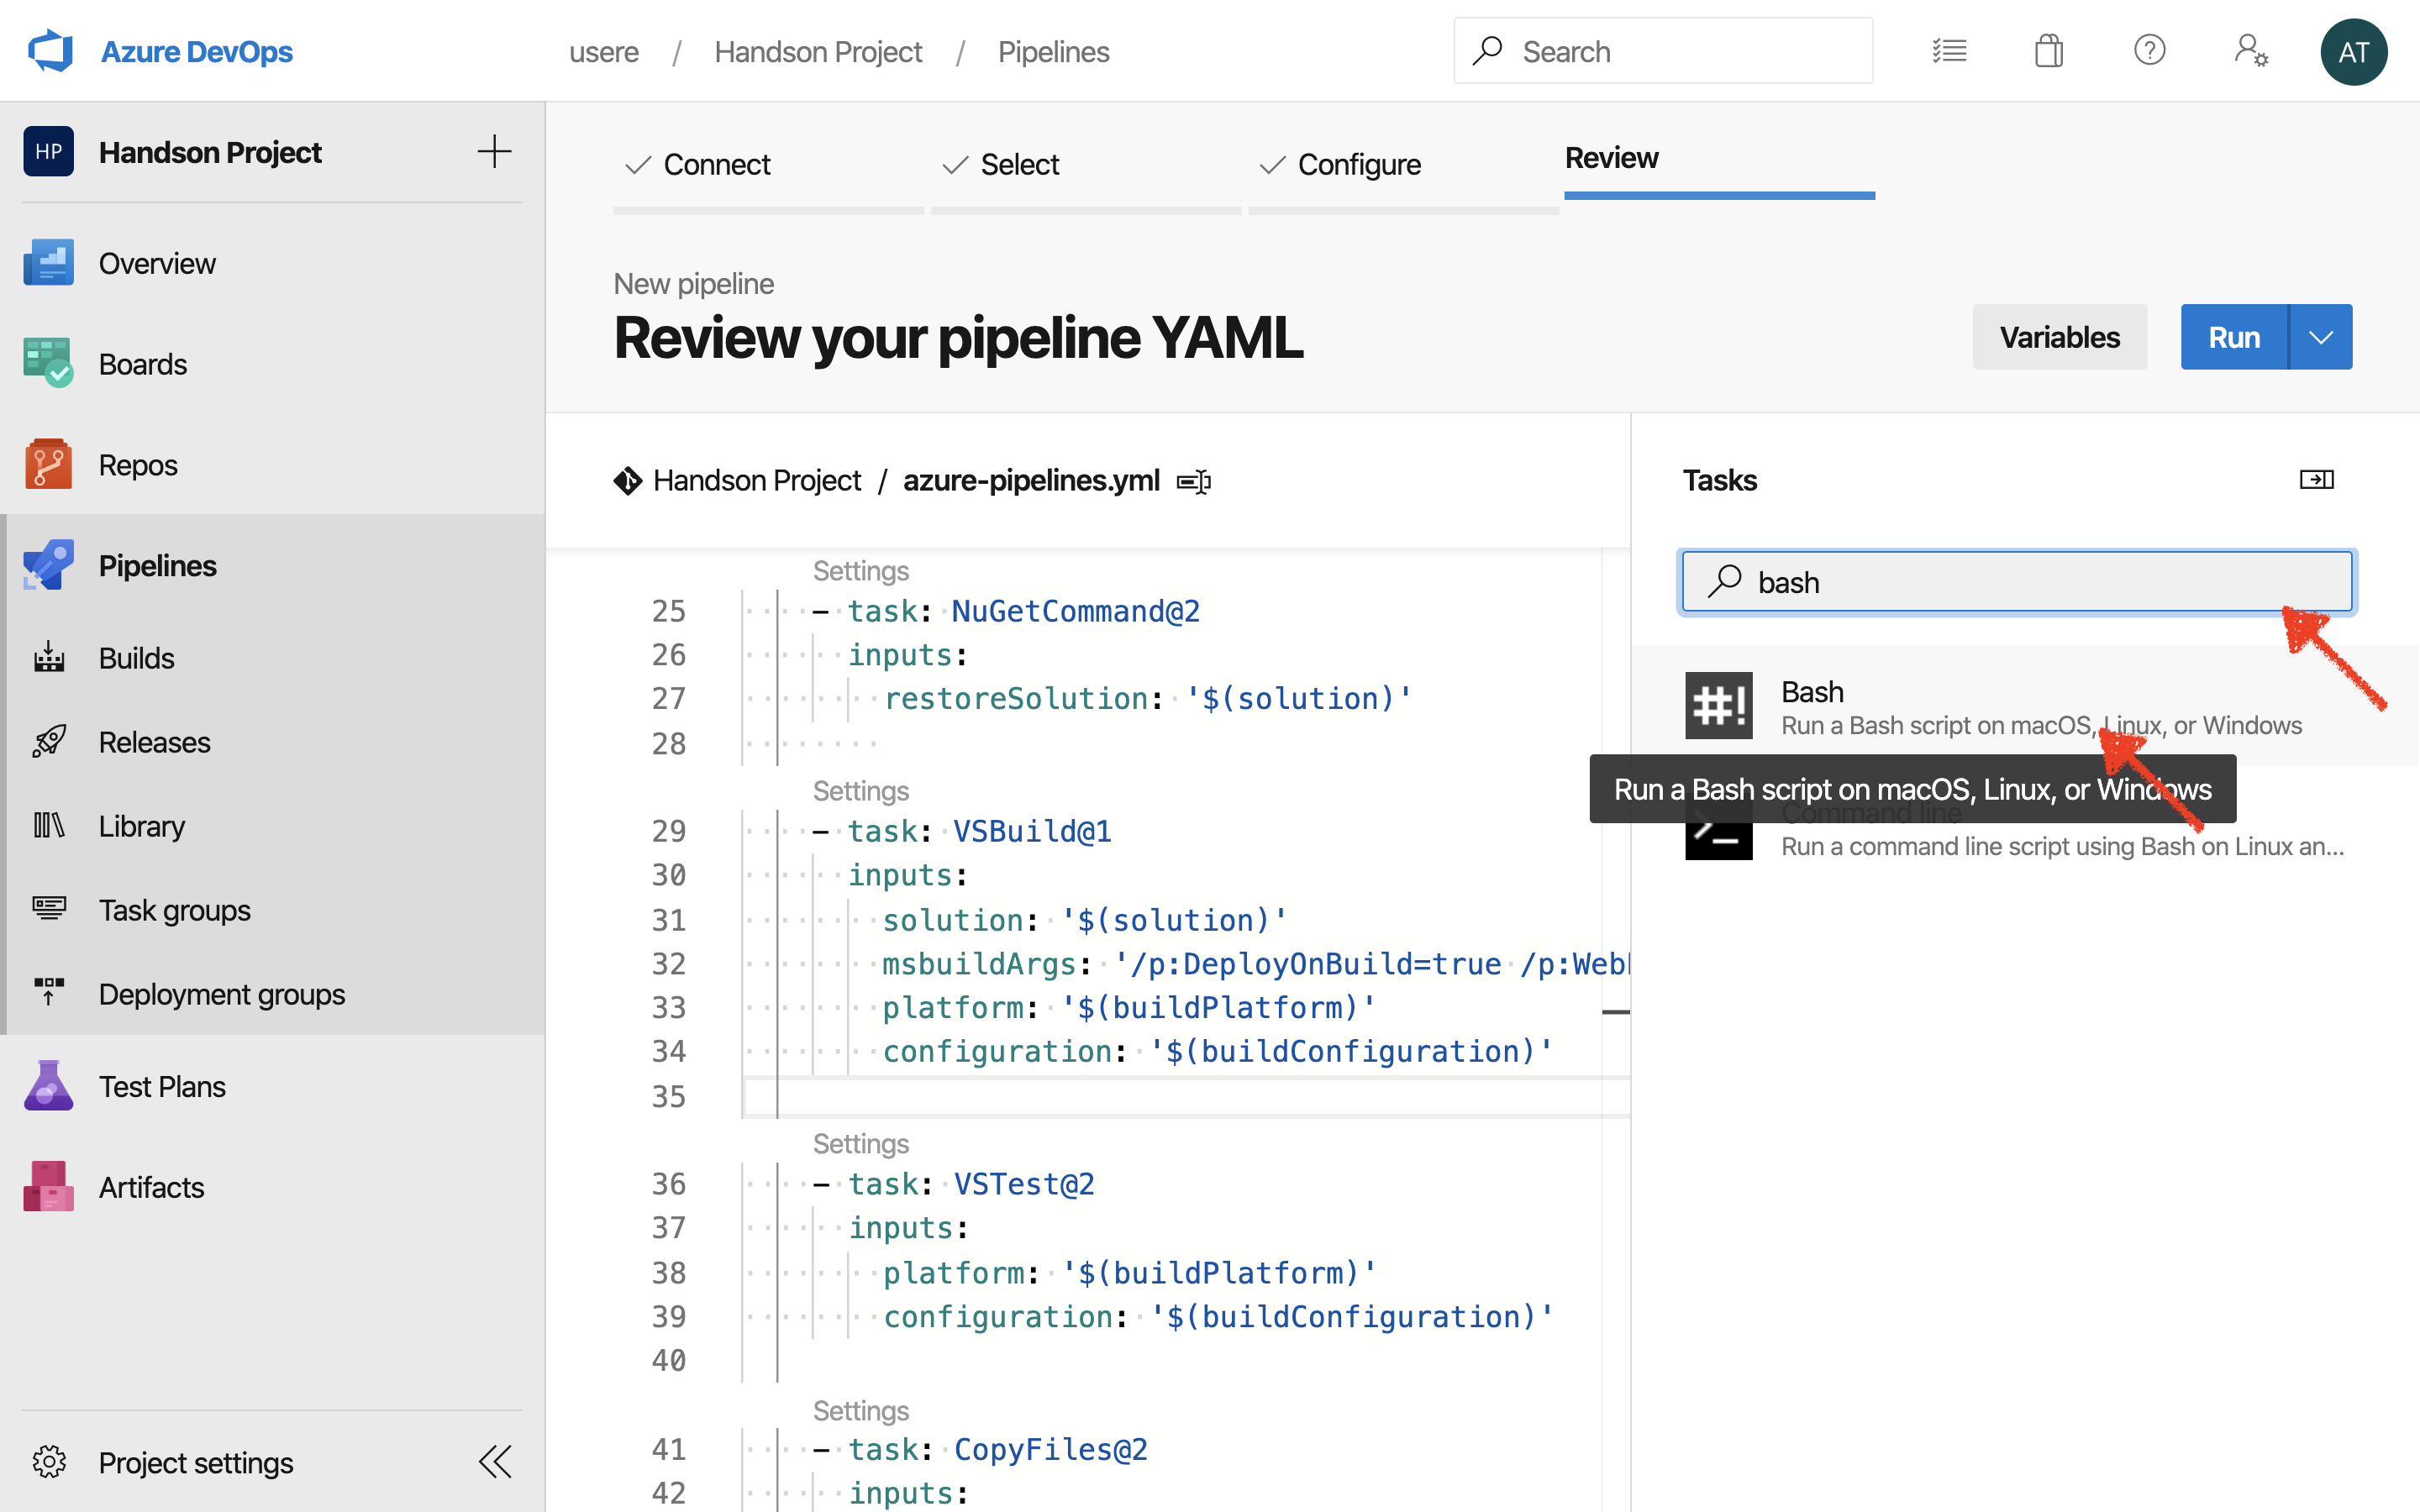 Azure DevOps
usere / Handson Project / Pipelines
Search
AT
HP Handson Project
Overview
Boards
Repos
Pipelines
Builds
Releases
Library
Task groups
Deployment groups
Test Plans
Artifacts
Project settings
Connect Select Configure Review
New pipeline
Review your pipeline YAML
Variables Run
Handson Project / azure-pipelines.yml
Settings
25 - task: NuGetCommand@2
26 inputs:
27 restoreSolution: '$(solution)'
28
Settings
29 - task: VSBuild@1
30 inputs:
31 solution: '$(solution)'
32 msbuildArgs: '/p:DeployOnBuild=true /p:Web
33 platform: '$(buildPlatform)'
34 configuration: '$(buildConfiguration)'
35
Settings
36 - task: VSTest@2
37 inputs:
38 platform: '$(buildPlatform)'
39 configuration: '$(buildConfiguration)'
40
Settings
41 - task: CopyFiles@2
42 inputs:
Tasks
bash
#! Bash
Run a Bash script on macOS, Linux, or Windows
Run a Bash script on macOS, Linux, or Windows
Command line
Run a command line script using Bash on Linux an...